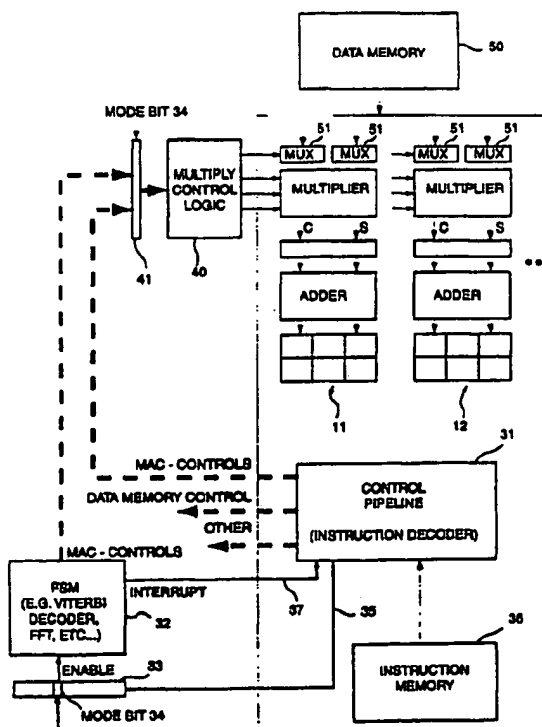 50
DATA MEMORY
MODE BIT 34
51
51
51
51
MUX
MUX
MUX
MUX
MULTIPLY
CONTROL
LOGIC
MULTIPLIER
MULTIPLIER
41
40
C
S
C
S
ADDER
ADDER
11
12
31
MAC - CONTROLS
CONTROL
PIPELINE
(INSTRUCTION DECODER)
DATA MEMORY CONTROL
OTHER
MAC - CONTROLS
FSM
(E.G. VITERBI
DECODER,
FFT, ETC...)
INTERRUPT
32
37
35
36
ENABLE
33
INSTRUCTION
MEMORY
MODE BIT 34